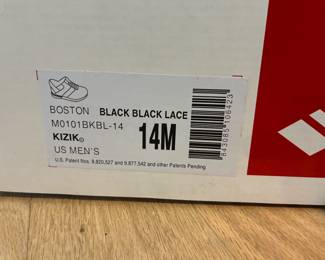 BOSTON BLACK BLACK LACE
M0101BKBL-14
KIZIK®
US MEN'S
14M
U.S. Patent Nos. 9,820,527 and 9,877,542 and other Patents Pending